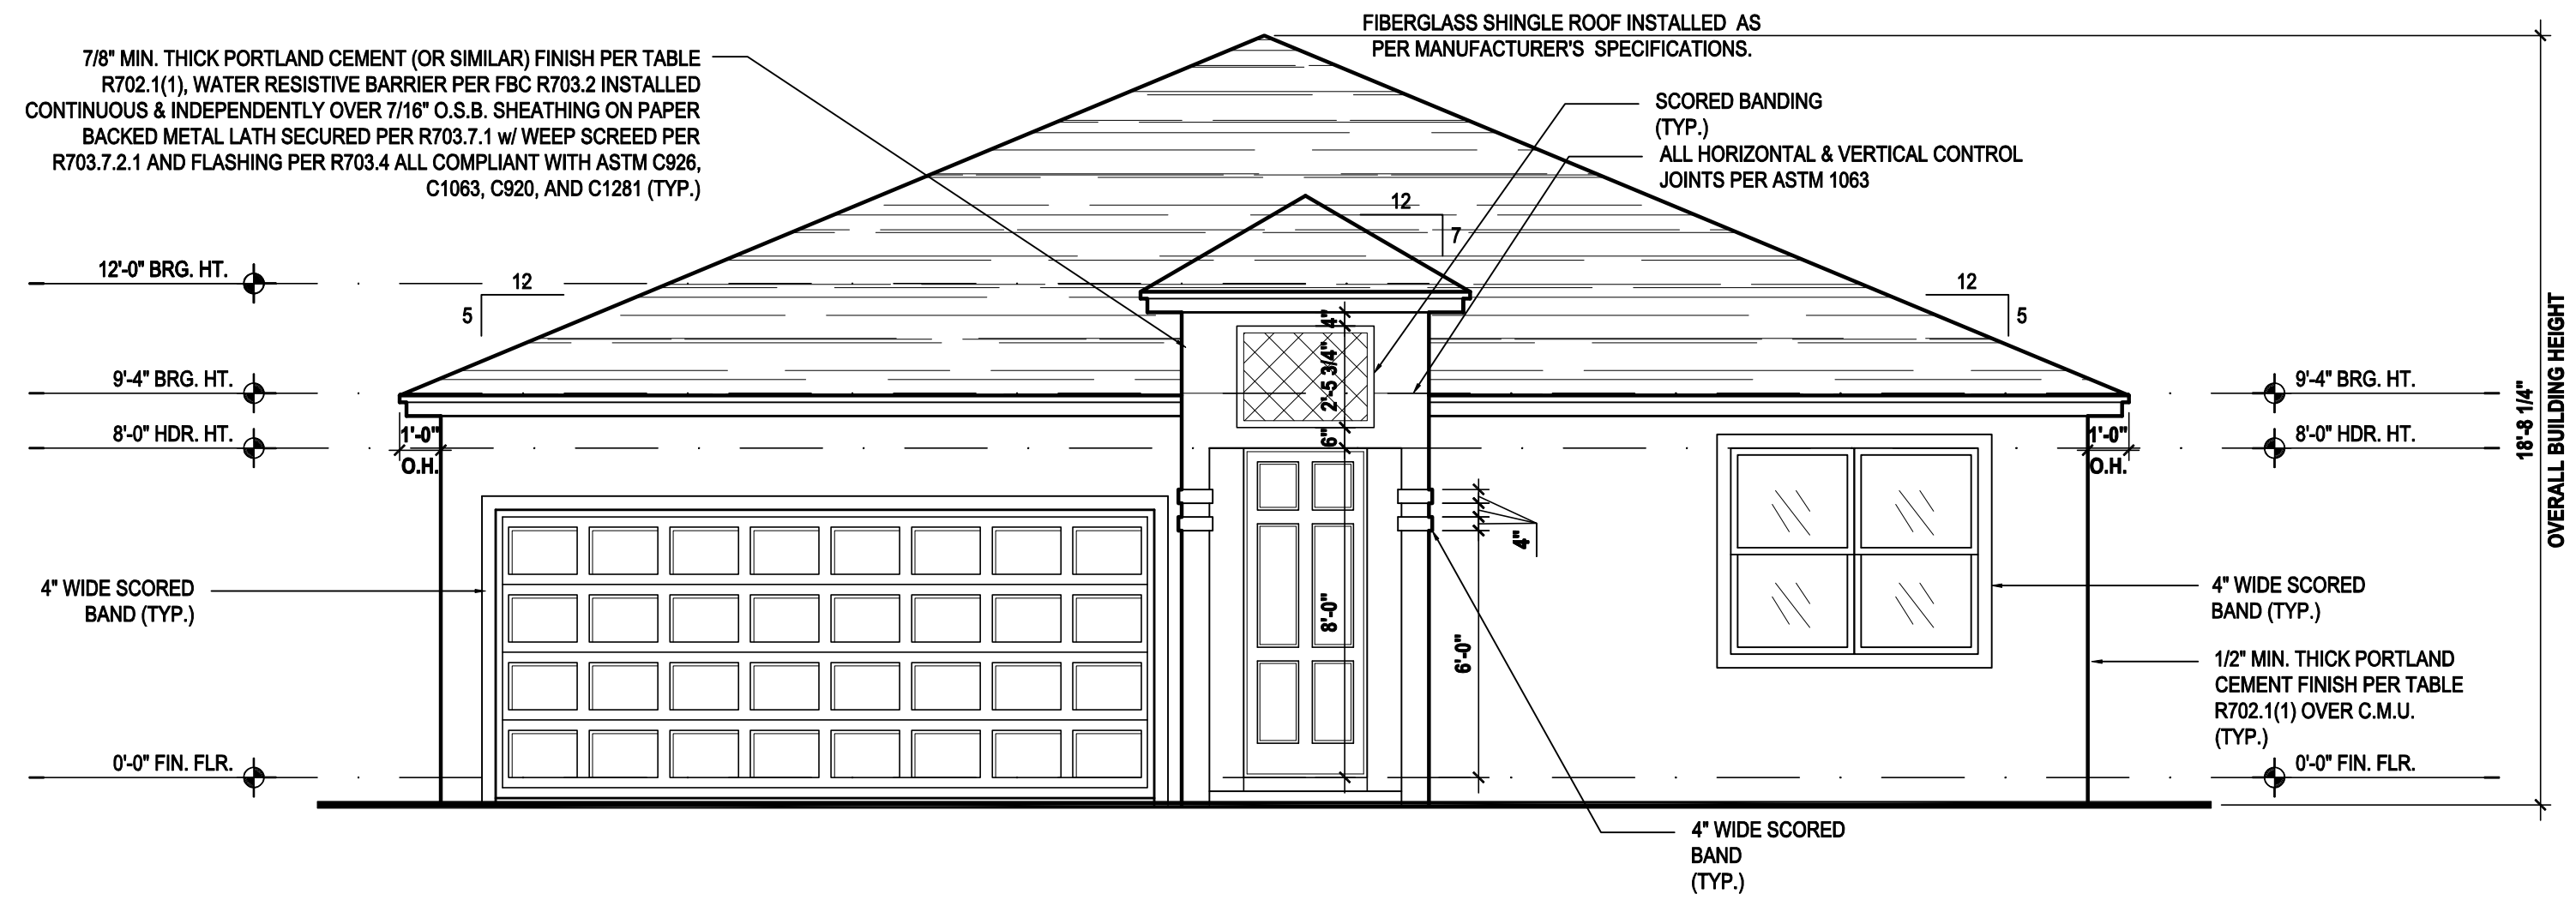 FIBERGLASS SHINGLE ROOF INSTALLED AS
PER MANUFACTURER'S SPECIFICATIONS.
7/8" MIN. THICK PORTLAND CEMENT (OR SIMILAR) FINISH PER TABLE
R702.1(1), WATER RESISTIVE BARRIER PER FBC R703.2 INSTALLED
CONTINUOUS & INDEPENDENTLY OVER 7/16" O.S.B. SHEATHING ON PAPER
BACKED METAL LATH SECURED PER R703.7.1 w/ WEEP SCREED PER
R703.7.2.1 AND FLASHING PER R703.4 ALL COMPLIANT WITH ASTM C926,
C1063, C920, AND C1281 (TYP.)
SCORED BANDING
(TYP.)
ALL HORIZONTAL & VERTICAL CONTROL
JOINTS PER ASTM 1063
12
7
12'-0" BRG. HT.
12
5
12
5
9'-4" BRG. HT.
8'-0" HDR. HT.
1'-0"
O.H.
4"
2'-5 3/4"
6"
8'-0"
4"
6'-0"
9'-4" BRG. HT.
8'-0" HDR. HT.
1'-0"
O.H.
18'-8 1/4"
OVERALL BUILDING HEIGHT
4" WIDE SCORED
BAND (TYP.)
4" WIDE SCORED
BAND (TYP.)
1/2" MIN. THICK PORTLAND
CEMENT FINISH PER TABLE
R702.1(1) OVER C.M.U.
(TYP.)
0'-0" FIN. FLR.
0'-0" FIN. FLR.
4" WIDE SCORED
BAND
(TYP.)